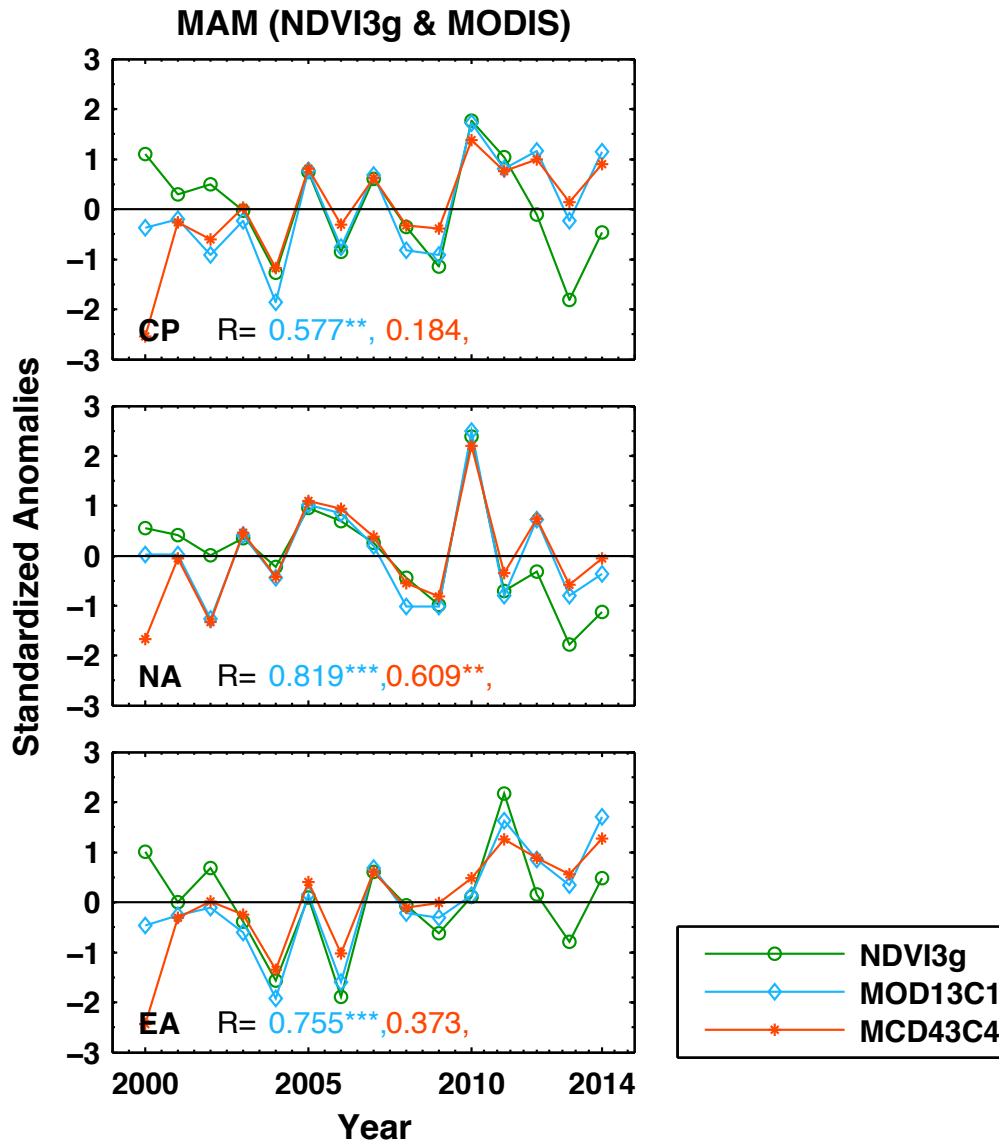 MAM (NDVI3g & MODIS)
3
2
1
0
−1
−2
−3
CP R= 0.577**, 0.184,
Standardized Anomalies
3
2
1
0
−1
−2
−3
NA R= 0.819***,0.609**,
3
2
1
0
−1
−2
−3
EA R= 0.755***,0.373,
2000 2005 2010 2014
Year
NDVI3g
MOD13C1
MCD43C4